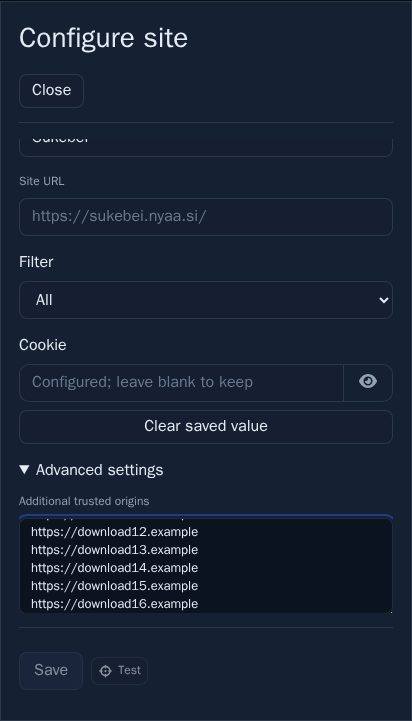 Configure site
Close
Sukebei
Site URL
https://sukebei.nyaa.si/
Filter
All
Cookie
Configured; leave blank to keep
Clear saved value
Advanced settings
Additional trusted origins
https://download12.example
https://download13.example
https://download14.example
https://download15.example
https://download16.example
Save
Test